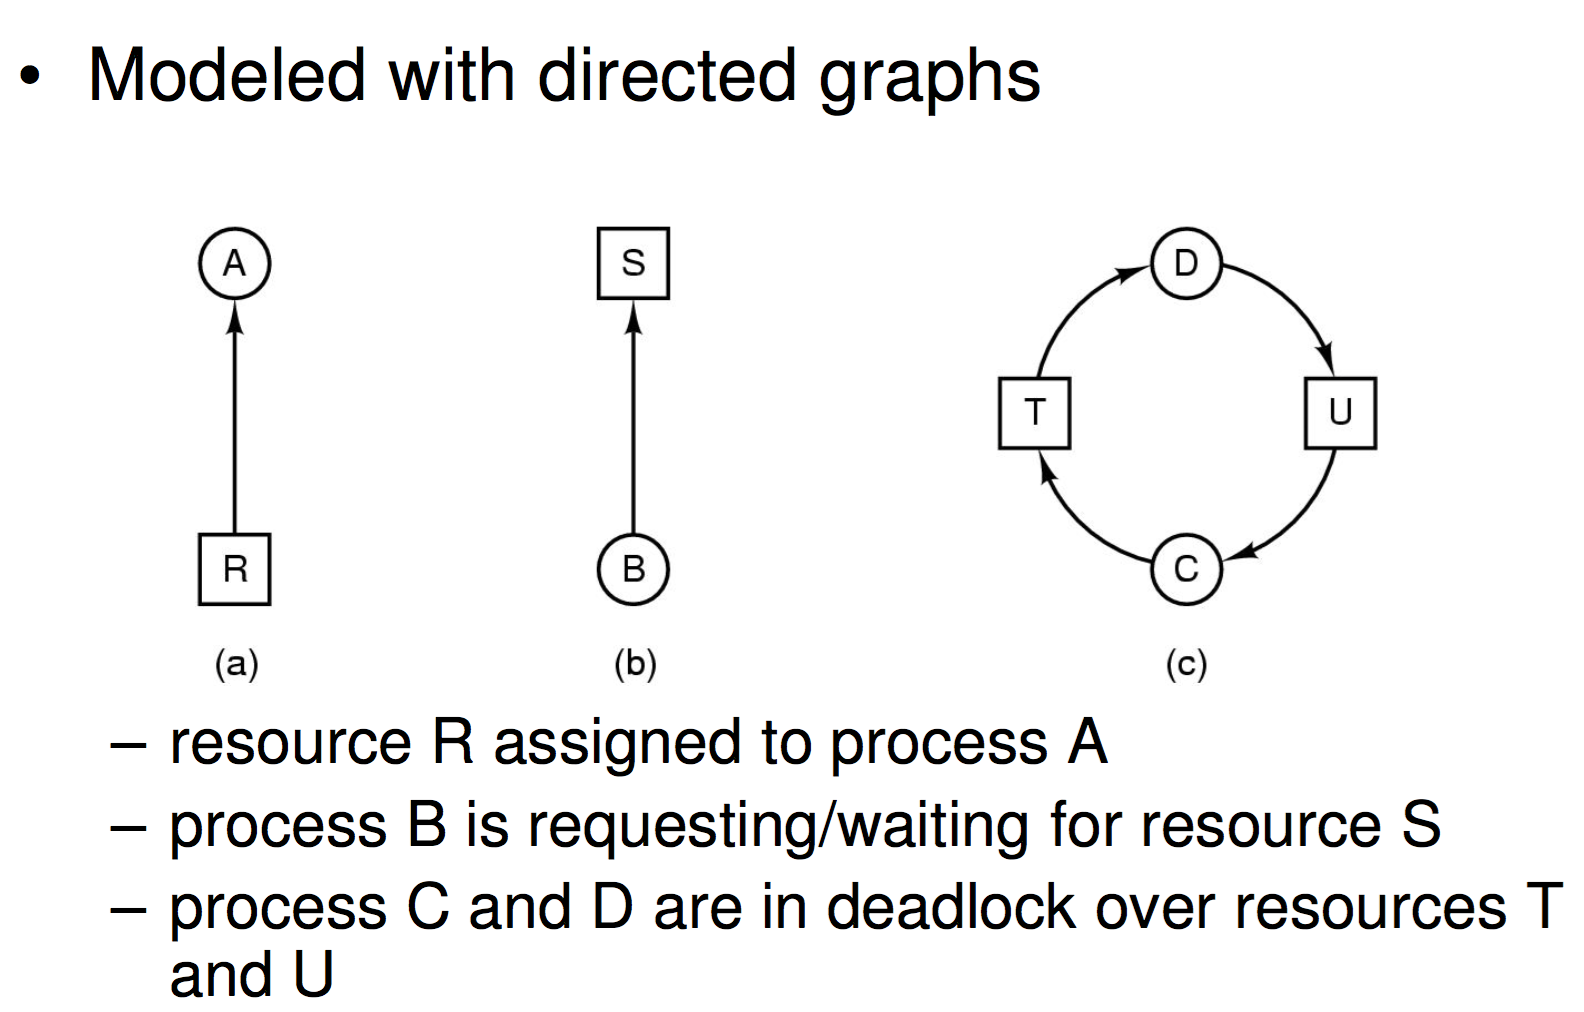 • Modeled with directed graphs
A S D
T U
R B C
(a) (b) (c)
– resource R assigned to process A
– process B is requesting/waiting for resource S
– process C and D are in deadlock over resources T
and U